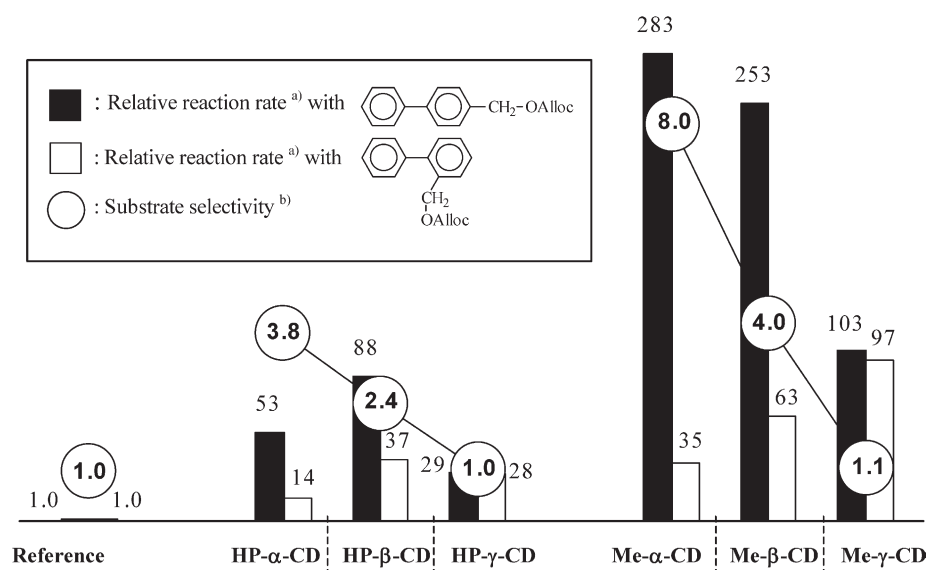 283
253
: Relative reaction rate a) with
CH2–OAlloc
: Relative reaction rate a) with
CH2
OAlloc
: Substrate selectivity b)
8.0
3.8
88
4.0
103
97
53
2.4
63
37
35
1.0
14
29
1.0
28
1.1
1.0
1.0
Reference
HP-α-CD
HP-β-CD
HP-γ-CD
Me-α-CD
Me-β-CD
Me-γ-CD